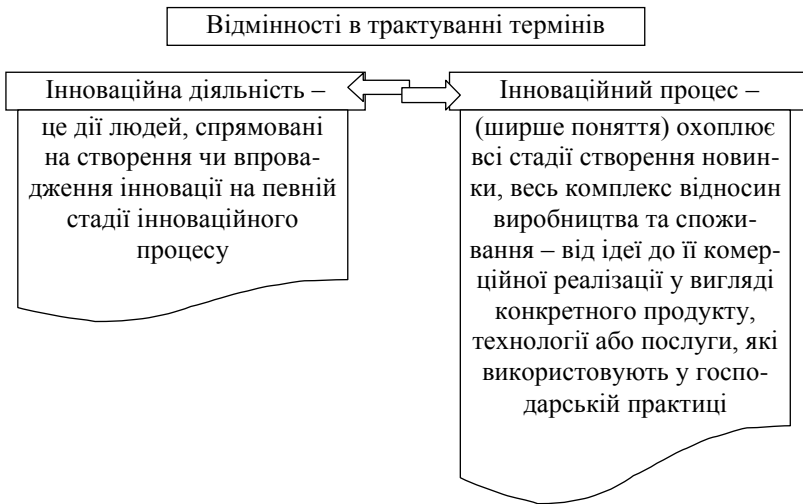 Відмінності в трактуванні термінів
Інноваційна діяльність –
це дії людей, спрямовані
на створення чи впрова-
дження інновації на певній
стадії інноваційного
процесу
Інноваційний процес –
(ширше поняття) охоплює
всі стадії створення новин-
ки, весь комплекс відносин
виробництва та спожи-
вання – від ідеї до її комер-
ційної реалізації у вигляді
конкретного продукту,
технології або послуги, які
використовують у госпо-
дарській практиці